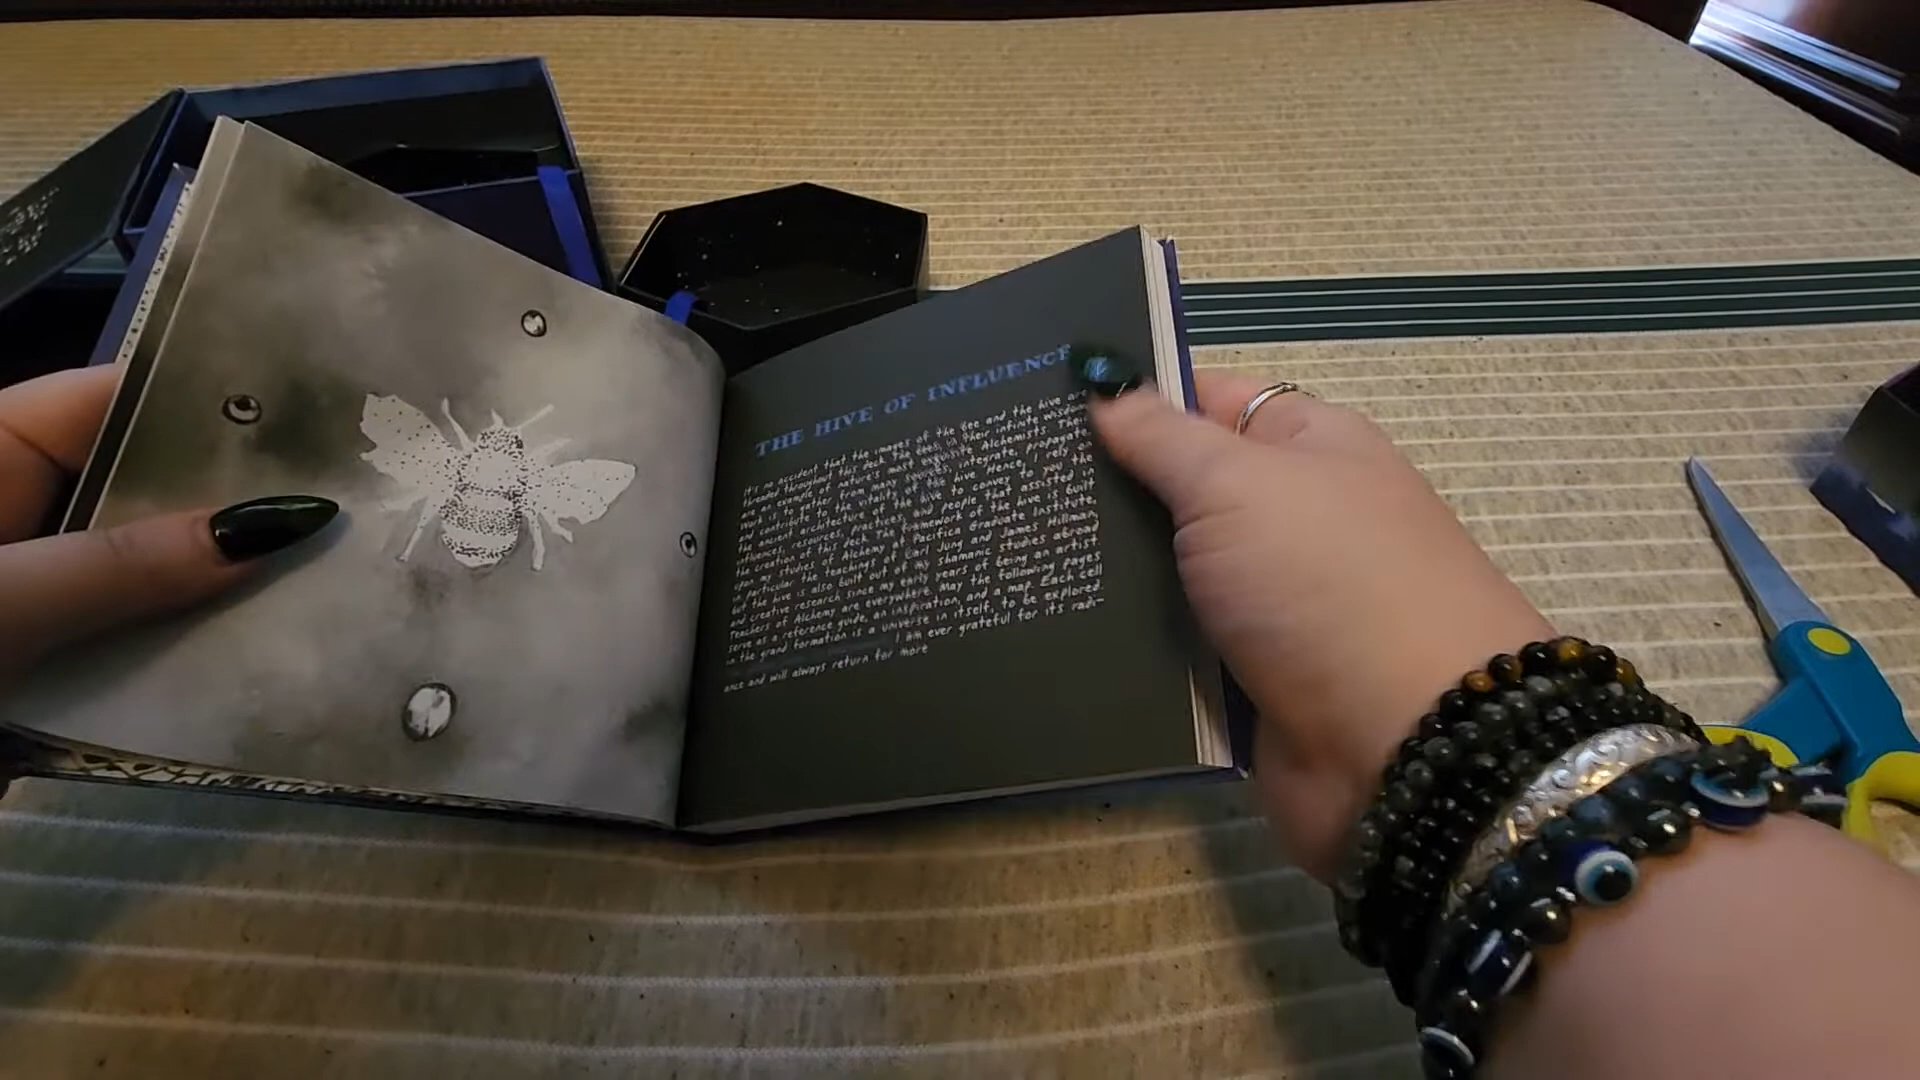 THE HIVE OF INFLUENCE
It's no accident that the images of the bee and the hive are
threaded throughout this deck. The bees, in their infinite wisdom
are an example of nature's most exquisite Alchemists. Their
work is to gather from many sources, integrate, propagate
and contribute to the vitality of the hive. Hence, I rely on
the ancient architecture of the hive to convey to you the
influences, resources, practices, and people that assisted in
the creation of this deck. The framework of the hive is built
upon my studies of Alchemy at Pacifica Graduate Institute,
in particular the teachings of Carl Jung and James Hillman,
but the hive is also built out of my shamanic studies abroad
and creative research since my early years of being an artist
Teachers of Alchemy are everywhere. May the following pages
serve as a reference guide, an inspiration, and a map. Each cell
in the grand formation is a universe in itself, to be explored.
I am ever grateful for its radi-
ance and will always return for more